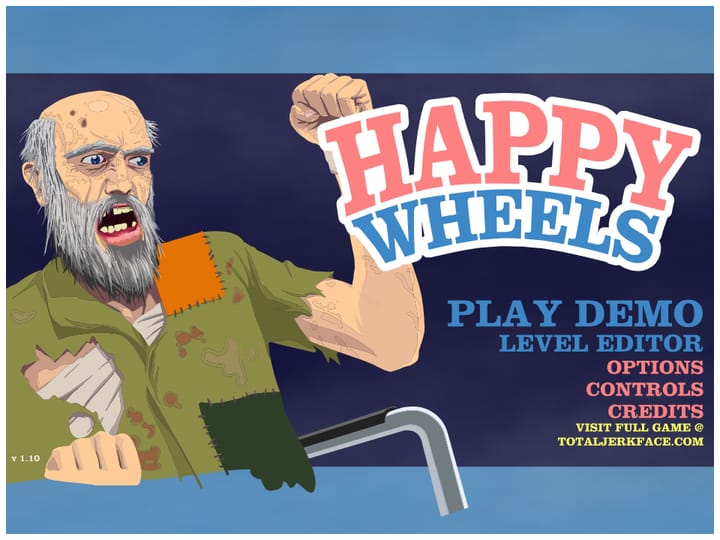 HAPPY
WHEELS
PLAY DEMO
LEVEL EDITOR
OPTIONS
CONTROLS
CREDITS
VISIT FULL GAME @
TOTALJERKFACE.COM
v 1.10